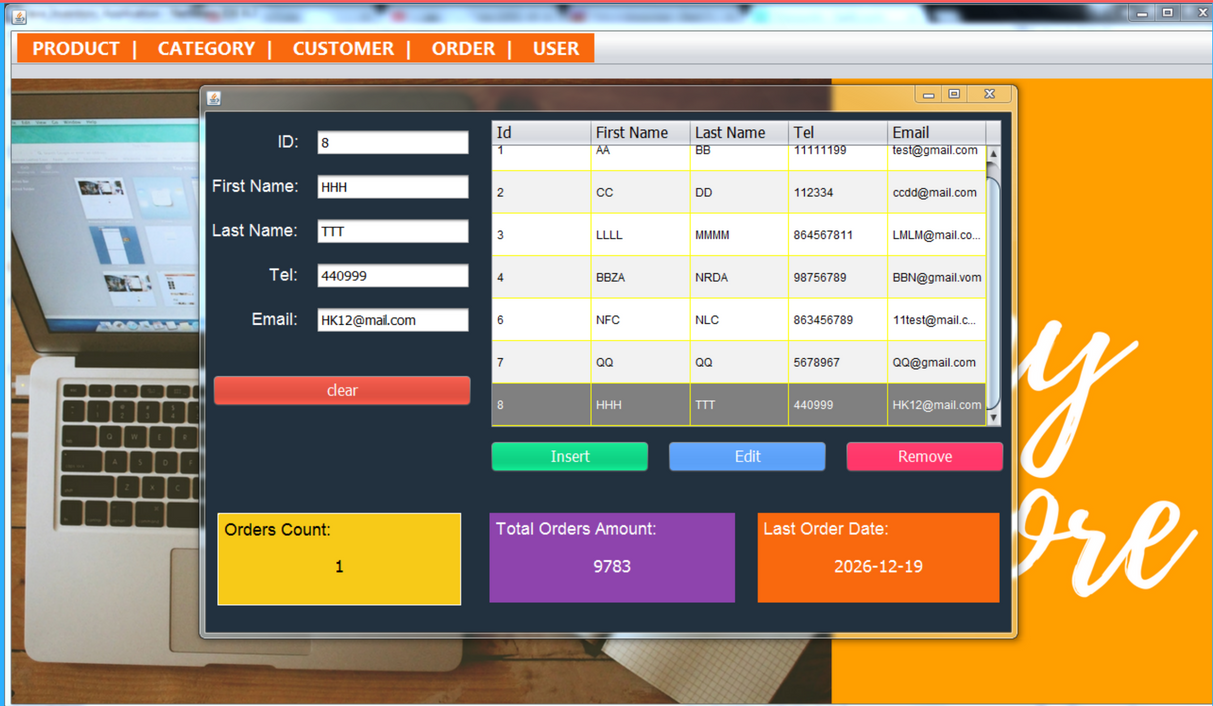 PRODUCT | CATEGORY | CUSTOMER | ORDER | USER
ID: 8
First Name: HHH
Last Name: TTT
Tel: 440999
Email: HK12@mail.com
clear
Id First Name Last Name Tel Email
1 AA BB 11111199 test@gmail.com
2 CC DD 112334 ccdd@mail.com
3 LLLL MMMM 864567811 LMLM@mail.co...
4 BBZA NRDA 98756789 BBN@gmail.vom
6 NFC NLC 863456789 11test@mail.c...
7 QQ QQ 5678967 QQ@gmail.com
8 HHH TTT 440999 HK12@mail.com
Insert Edit Remove
Orders Count: Total Orders Amount: Last Order Date:
1 9783 2026-12-19
y
ore